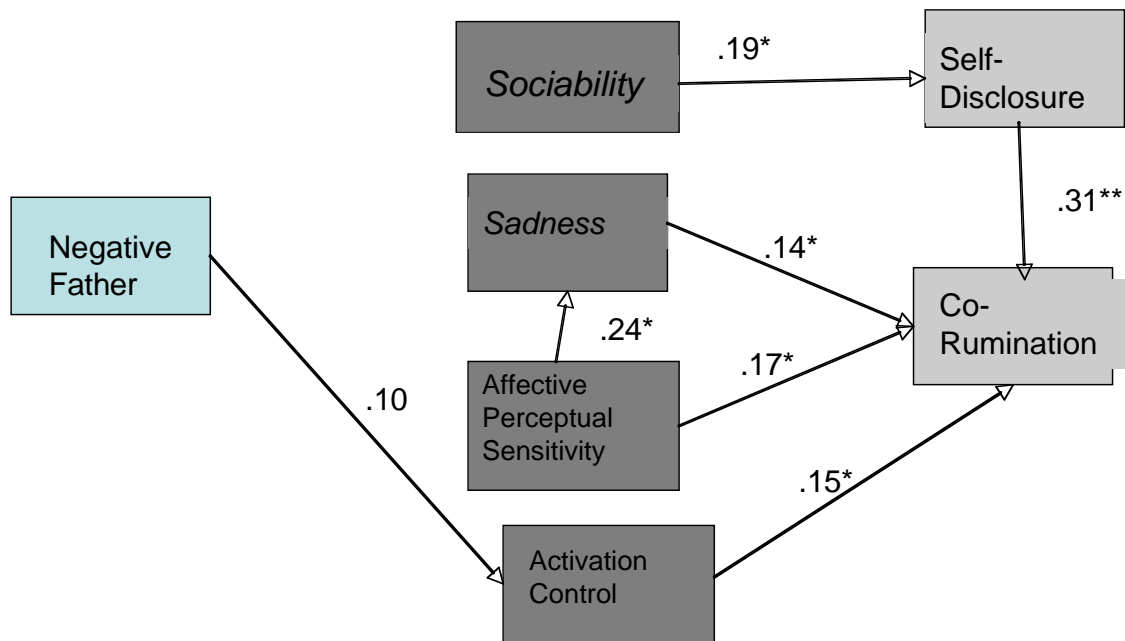 Sociability
.19*
Self-
Disclosure
.31**
Sadness
.14*
Negative
Father
.24*
Co-
Rumination
.17*
Affective
Perceptual
Sensitivity
.10
.15*
Activation
Control